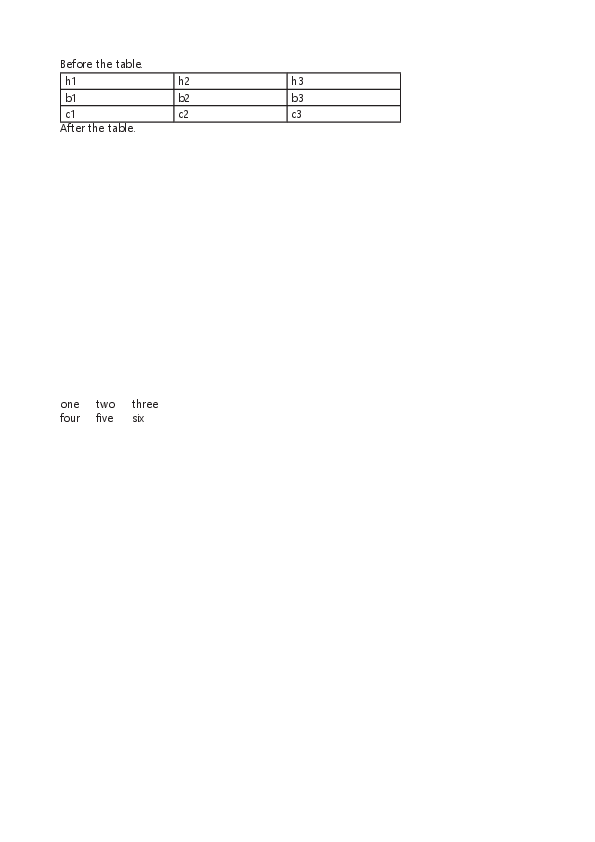 Before the table.
h1 h2 h3
b1 b2 b3
c1 c2 c3
After the table.
one two three
four five six